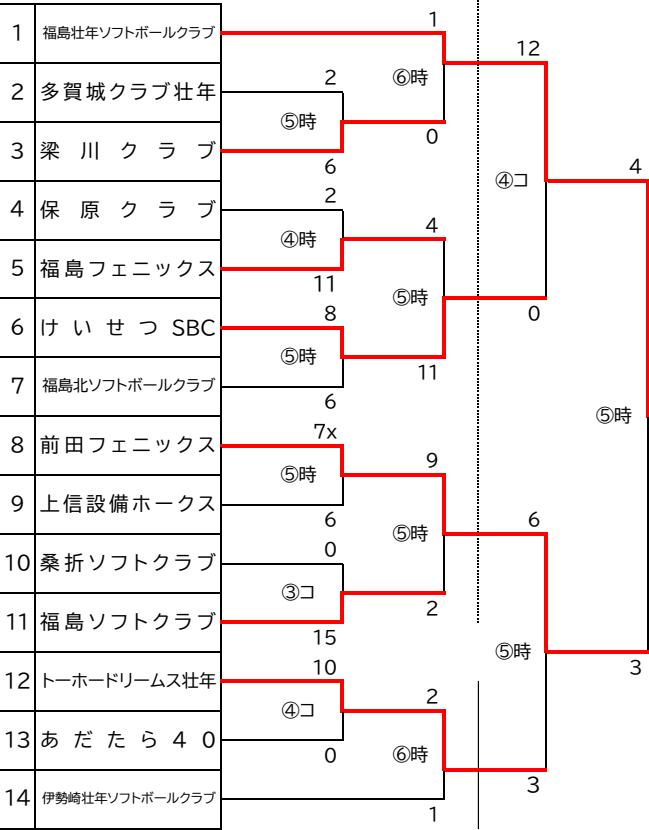 1 福島壮年ソフトボールクラブ
2 多賀城クラブ壮年
3 梁川クラブ
4 保原クラブ
5 福島フェニックス
6 けいせつ SBC
7 福島北ソフトボールクラブ
8 前田フェニックス
9 上信設備ホークス
10 桑折ソフトクラブ
11 福島ソフトクラブ
12 トーホードリームス壮年
13 あだたら40
14 伊勢崎壮年ソフトボールクラブ
2
⑤時
6
2
④時
11
8
⑤時
6
7x
⑤時
6
0
③コ
15
10
④コ
0
1
⑥時
0
4
⑤時
11
9
⑤時
2
2
⑥時
1
12
④コ
0
6
⑤時
3
4
⑤時
3